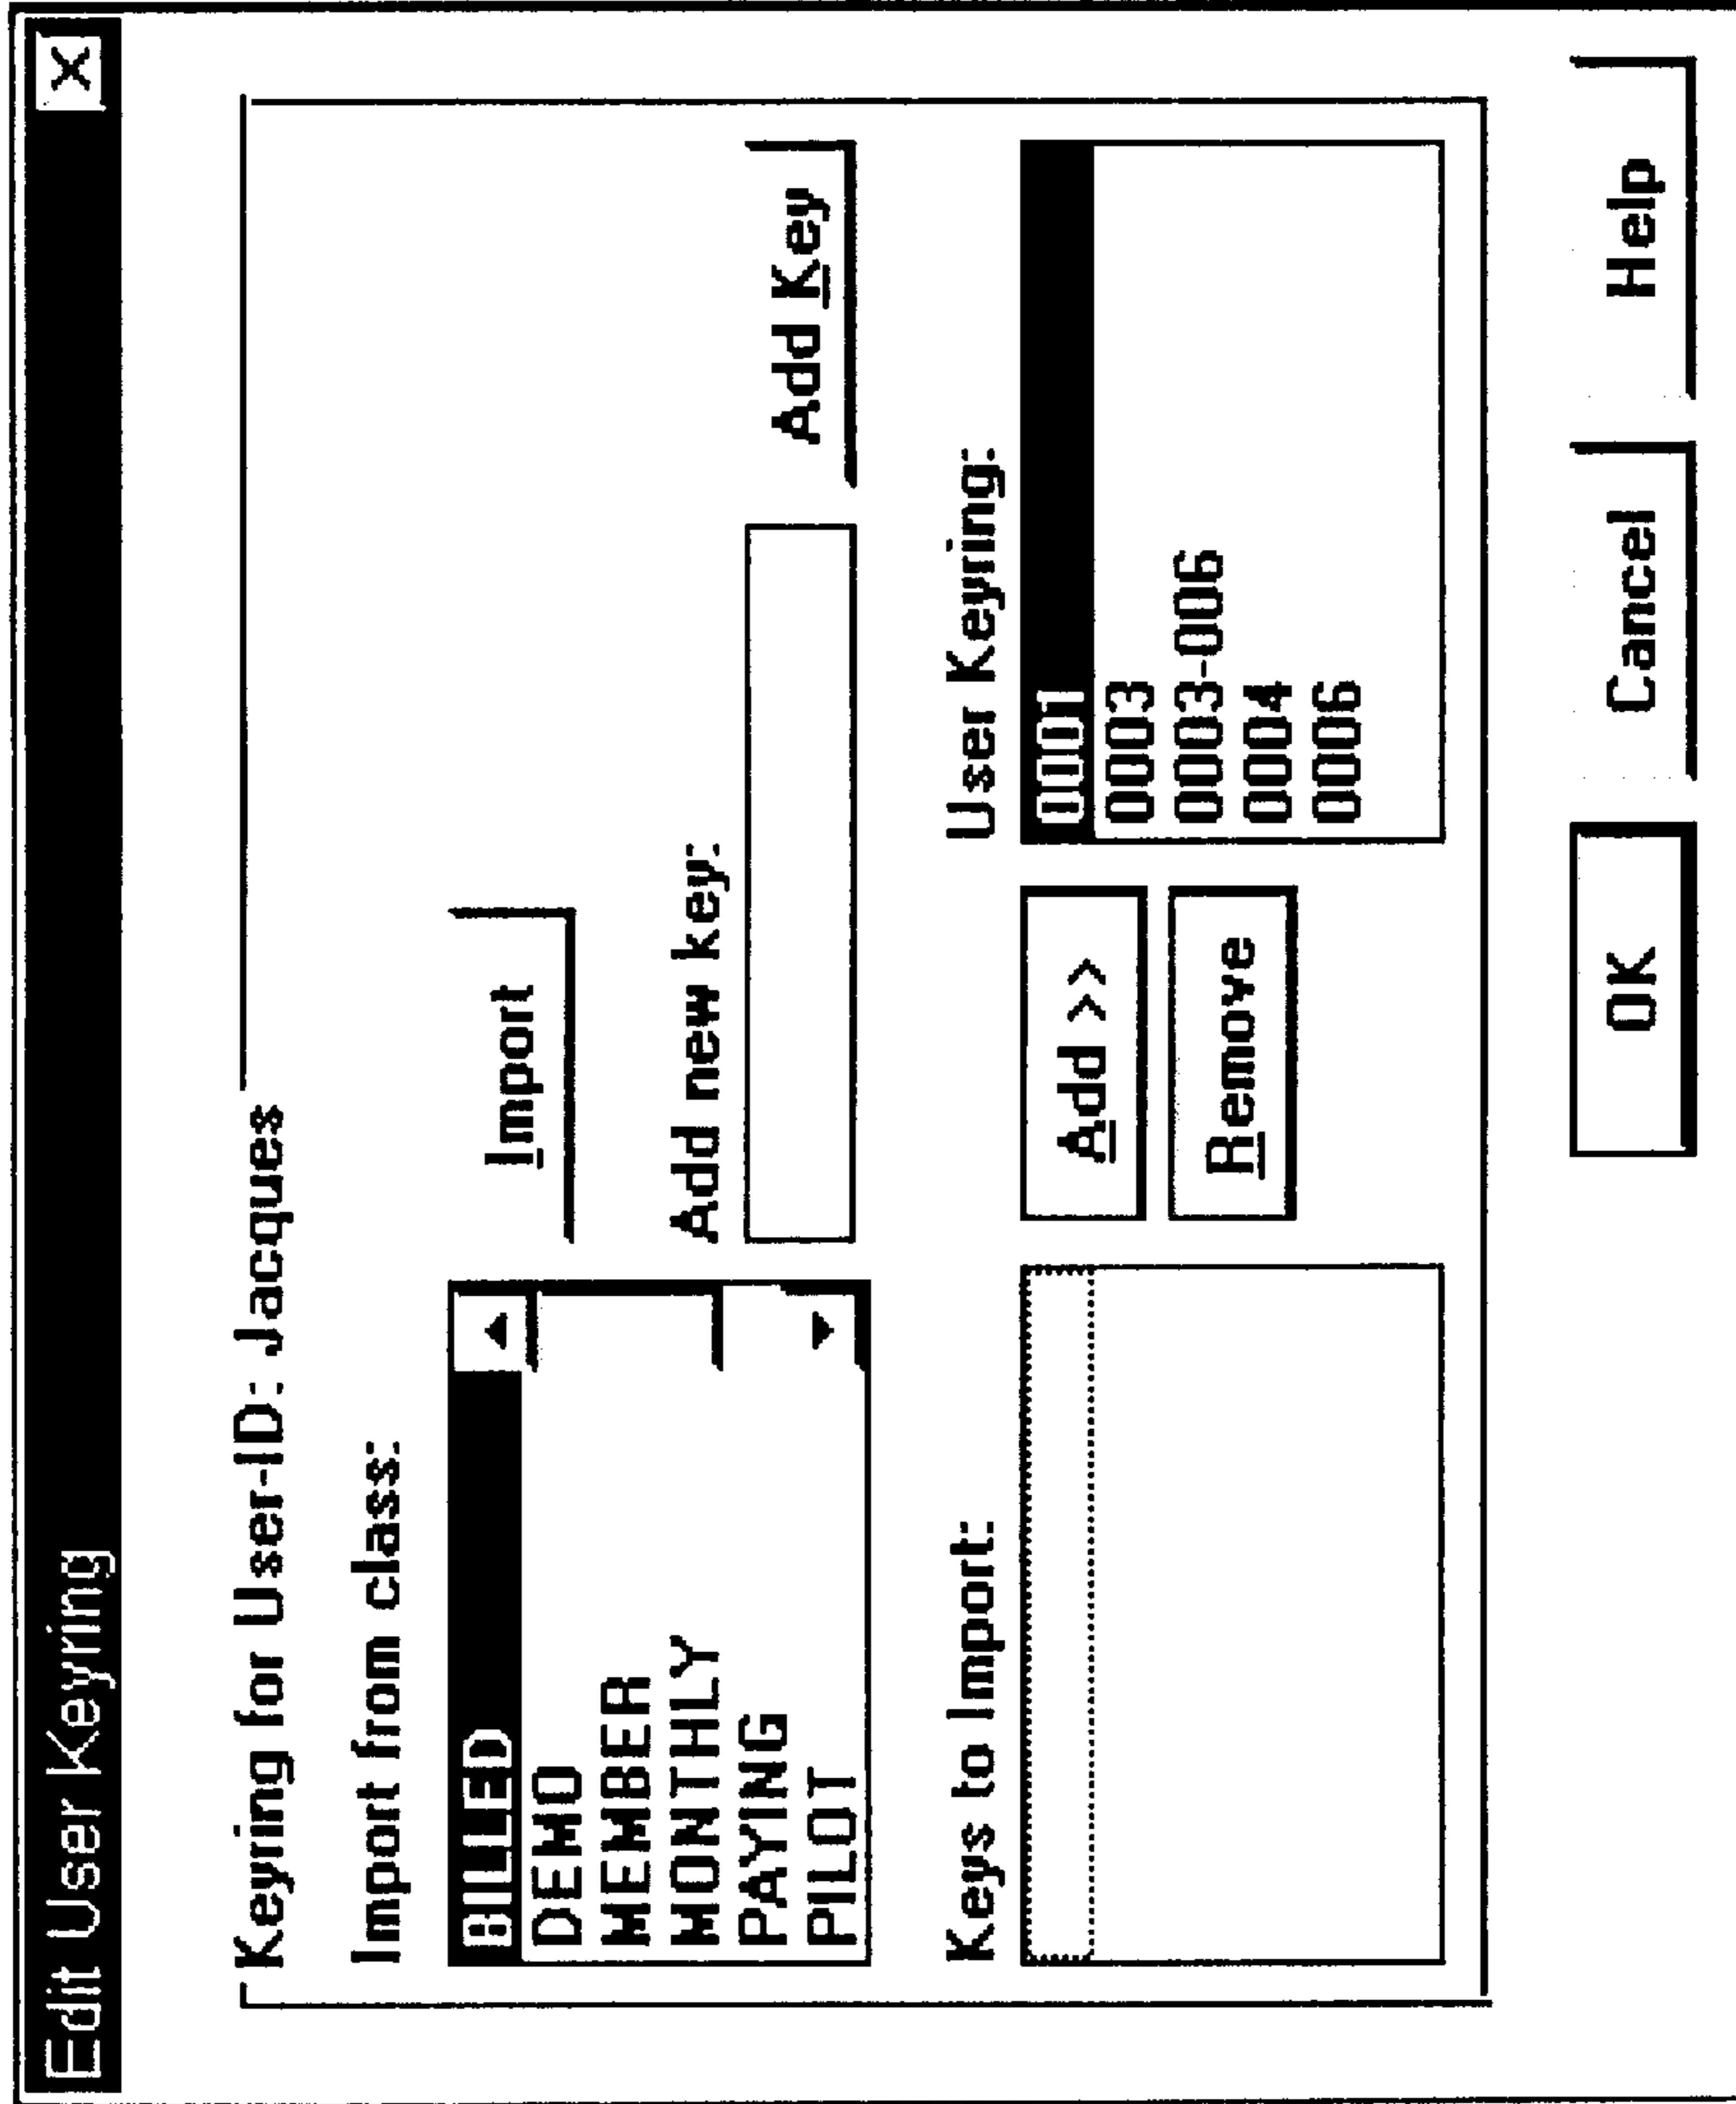 Edit User Keyring
X
Keyring for User-ID: Jacques
Import from class:
BILLED
DEMO
MEMBER
MONTHLY
PAYING
PILOT
Import
Add new key:
Add Key
Keys to Import:
Add >>
Remove
User Keyring:
0001
0003
0003-006
0004
0006
OK
Cancel
Help